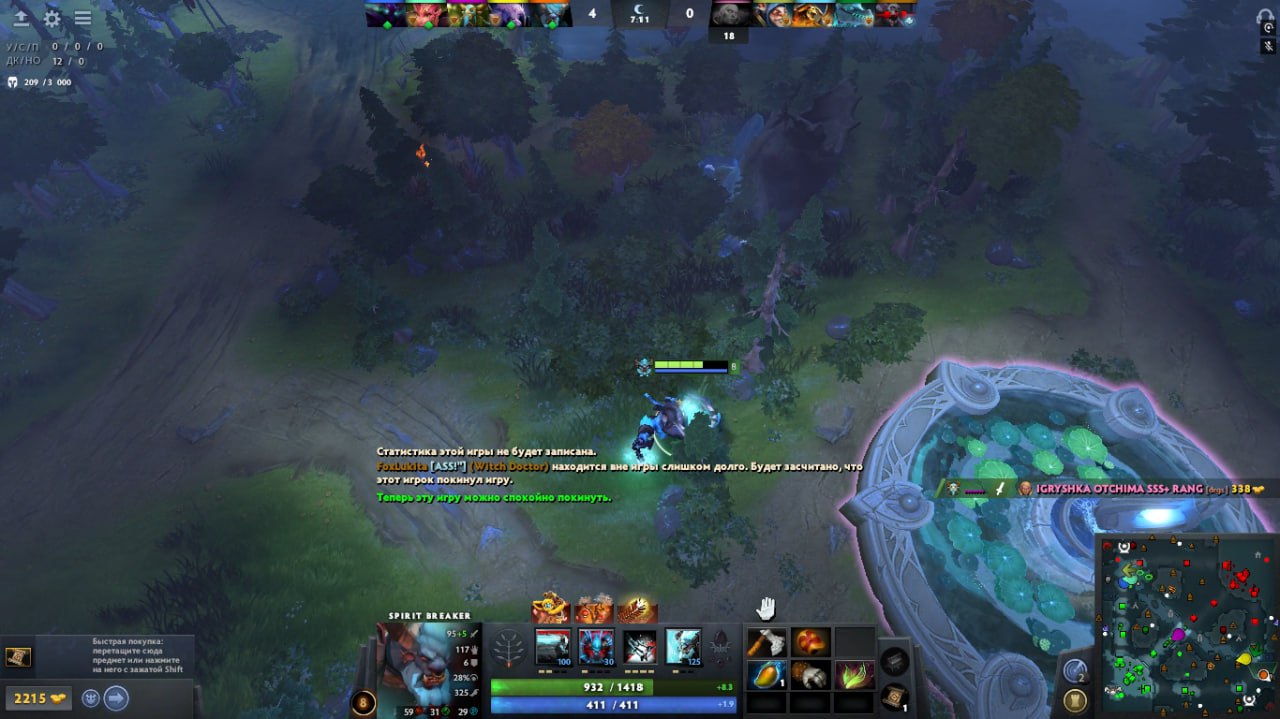 4
7:11
0
18
У/С/П 0 / 0 / 0
ДК/НО 12 / 0
209 / 3 000
8
Статистика этой игры не будет записана.
FoxLukita [ASS!"] (Witch Doctor) находится вне игры слишком долго. Будет засчитано, что
этот игрок покинул игру.
Теперь эту игру можно спокойно покинуть.
IGRYSHKA OTCHIMA SSS+ RANG [drgs] 338
SPIRIT BREAKER
95+5
117
6
28%
325
59 31 29
8
100
30
125
932 / 1418
+8.3
411 / 411
+1.9
1
1
2
Быстрая покупка:
перетащите сюда
предмет или нажмите
на него с зажатой Shift
2215